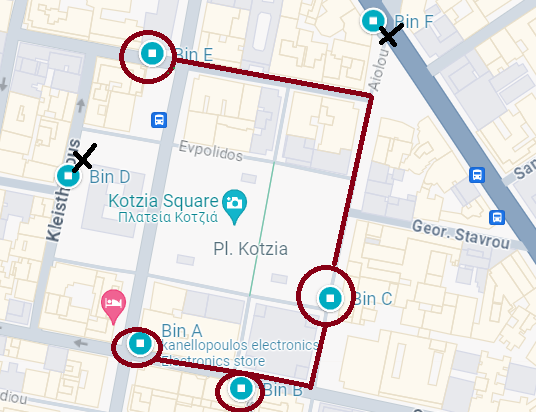 Bin F
Bin E
Aiolou
Evpolidos
Kleisthenous
Bin D
Kotzia Square
Πλατεία Κοτζιά
Pl. Kotzia
Geor. Stavrou
Bin C
Bin A
kanellopoulos electronics
Electronics store
Bin B